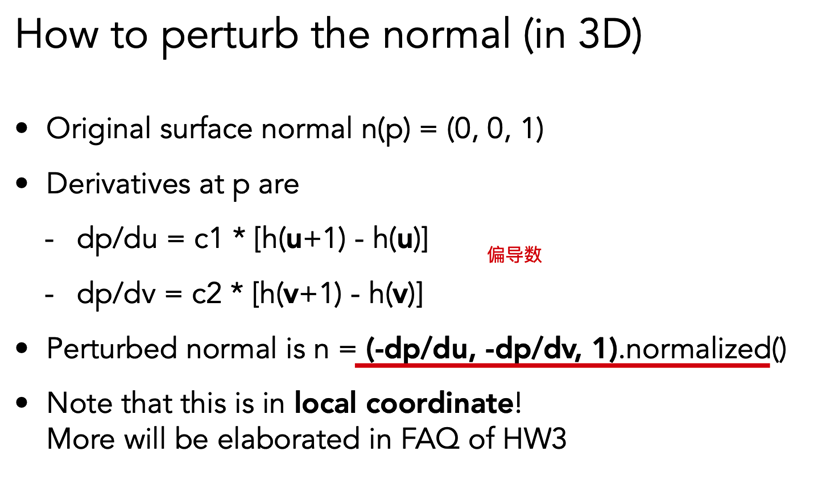 How to perturb the normal (in 3D)
• Original surface normal n(p) = (0, 0, 1)
• Derivatives at p are
- dp/du = c1 * [h(u+1) - h(u)]
偏导数
- dp/dv = c2 * [h(v+1) - h(v)]
• Perturbed normal is n = (-dp/du, -dp/dv, 1).normalized()
• Note that this is in local coordinate!
More will be elaborated in FAQ of HW3